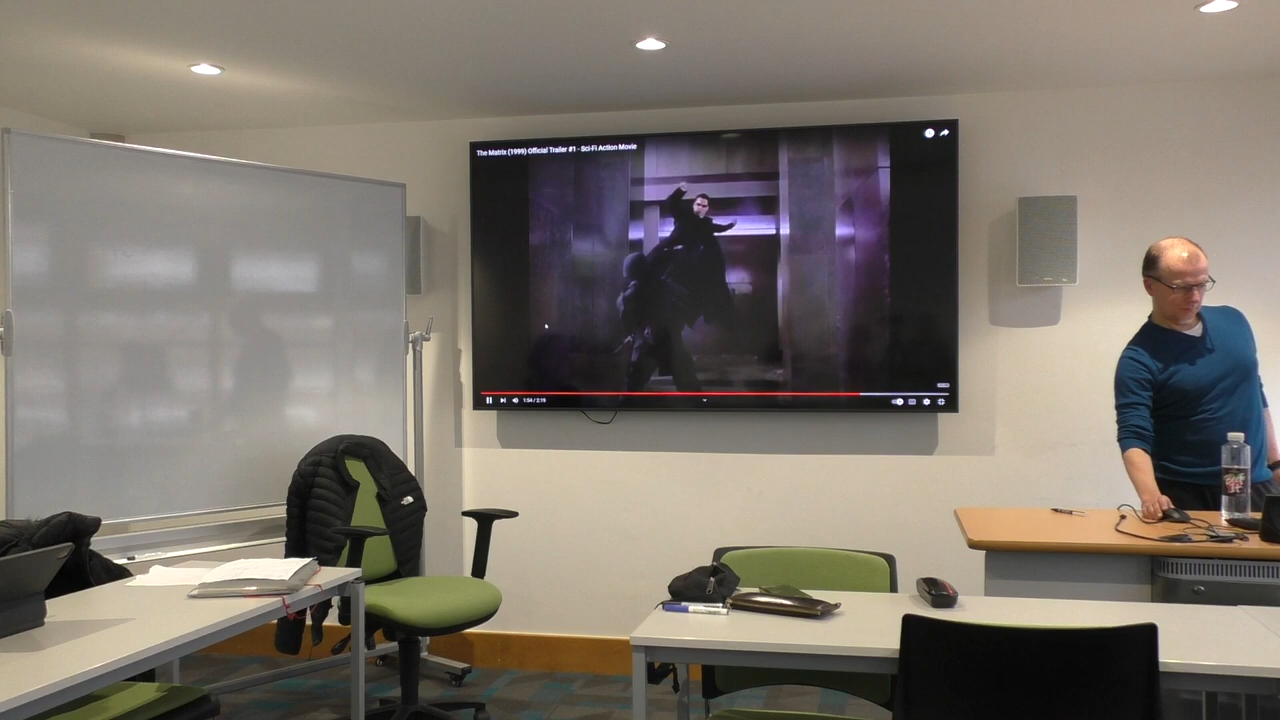 The Matrix (1999) Official Trailer #1 - Sci-Fi Action Movie
1:54 / 2:19